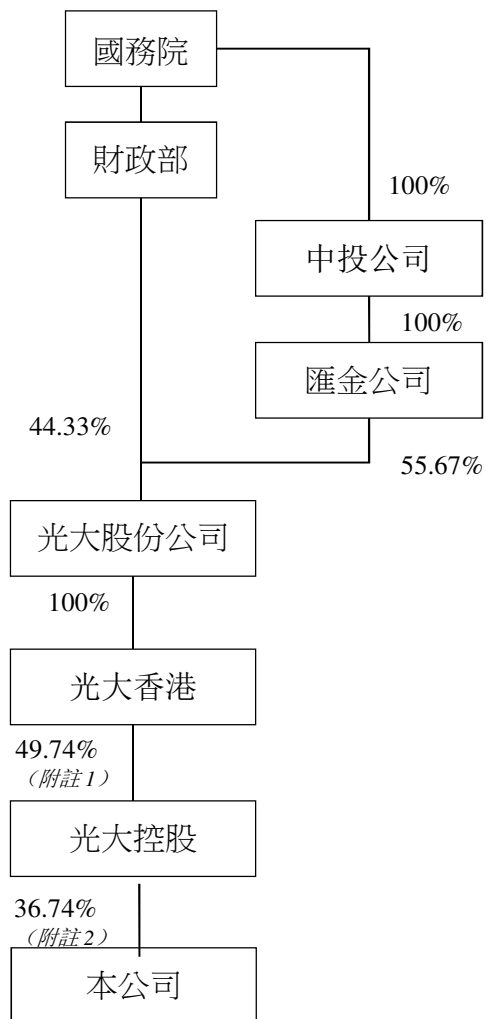 國務院
財政部
100%
中投公司
100%
匯金公司
44.33%
55.67%
光大股份公司
100%
光大香港
49.74%
（附註1）
光大控股
36.74%
（附註2）
本公司